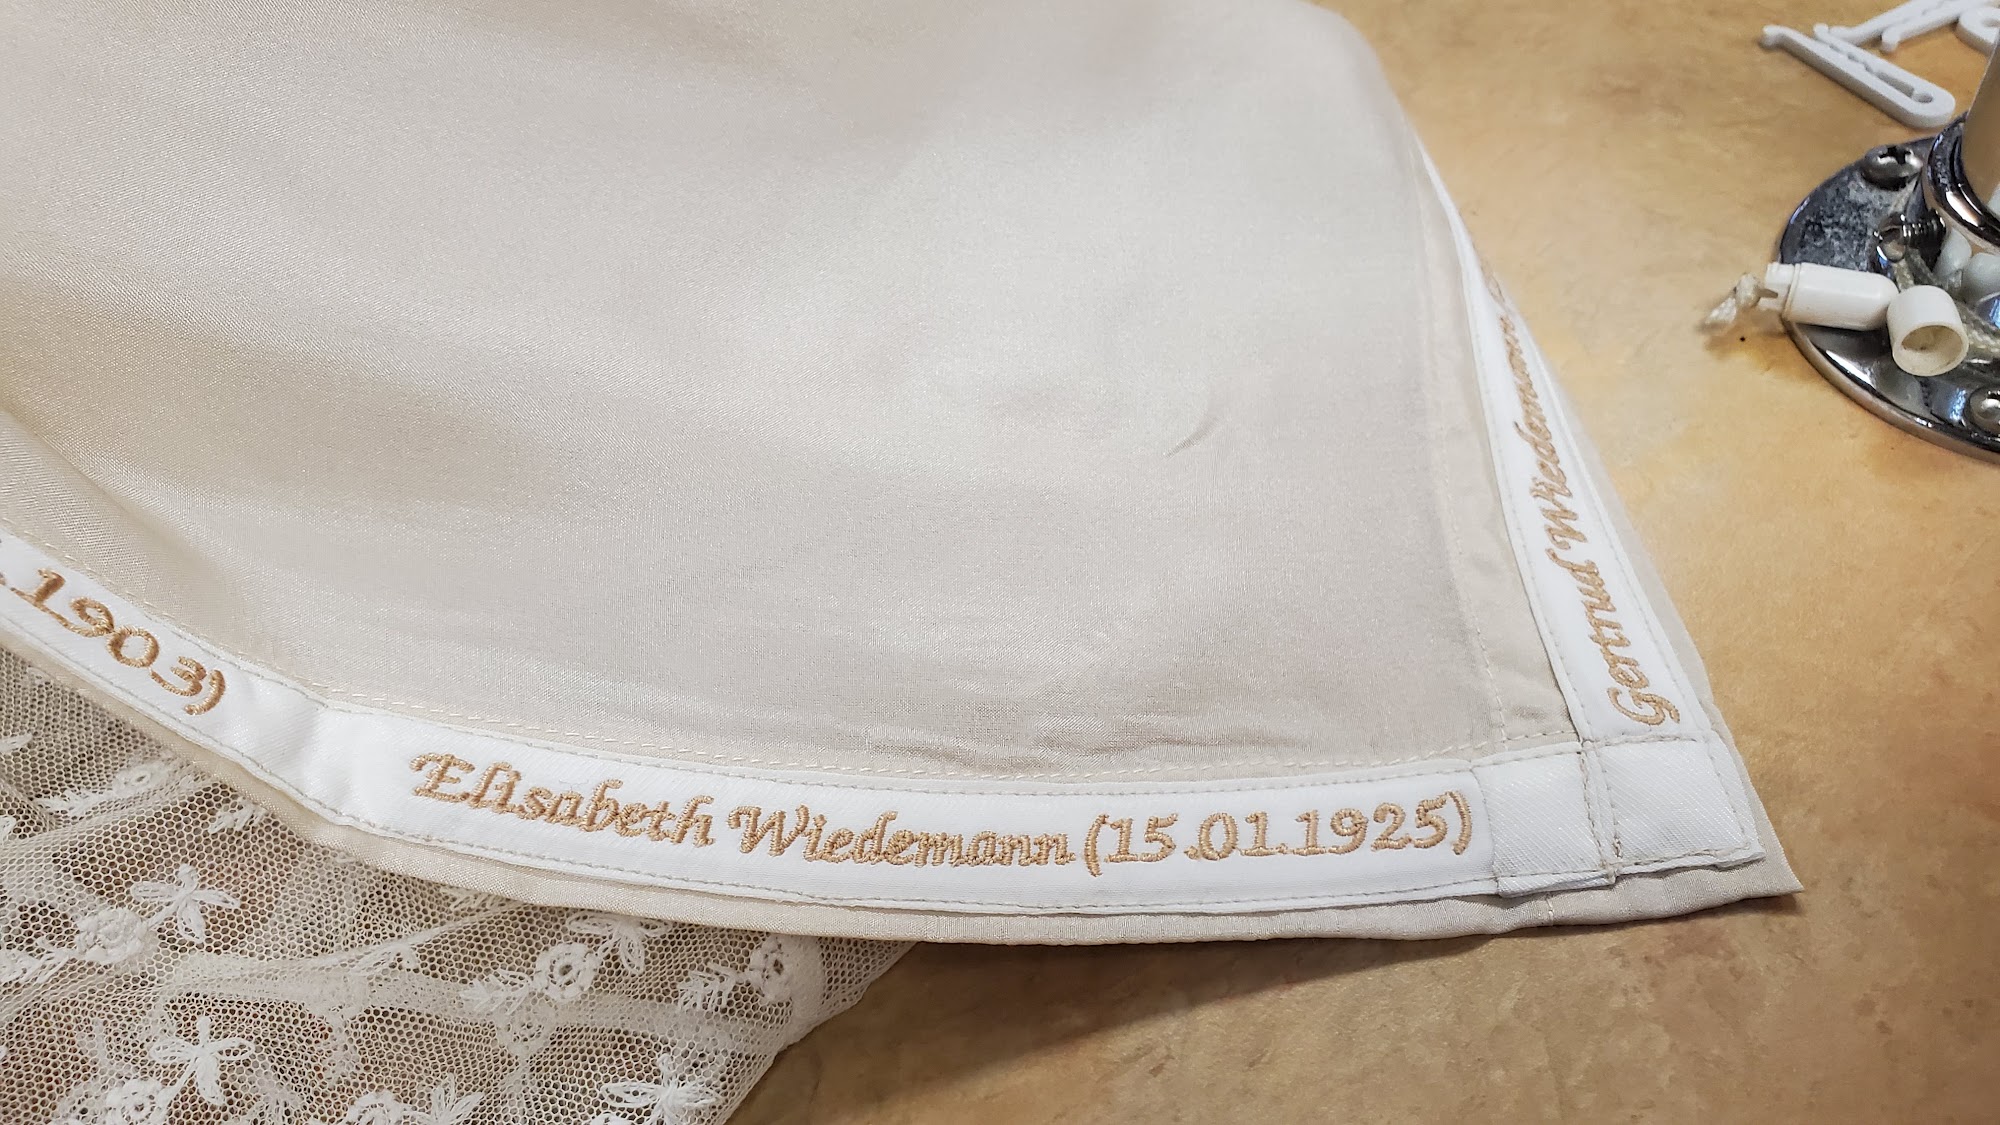 .1903)
Elisabeth Wiedemann (15.01.1925)
Gertrud Wiedemann